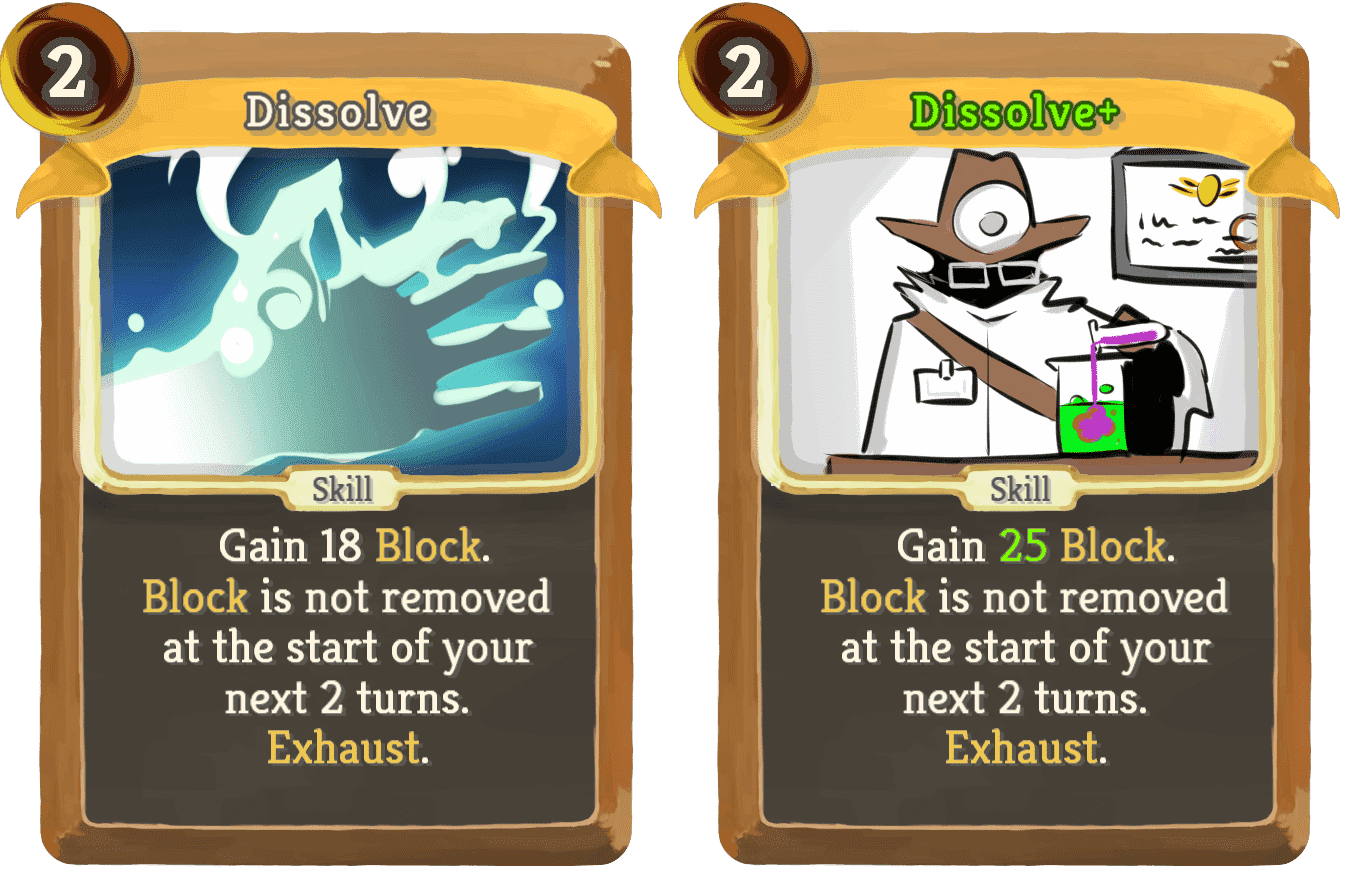 2
Dissolve
Skill
Gain 18 Block.
Block is not removed
at the start of your
next 2 turns.
Exhaust.
2
Dissolve+
Skill
Gain 25 Block.
Block is not removed
at the start of your
next 2 turns.
Exhaust.